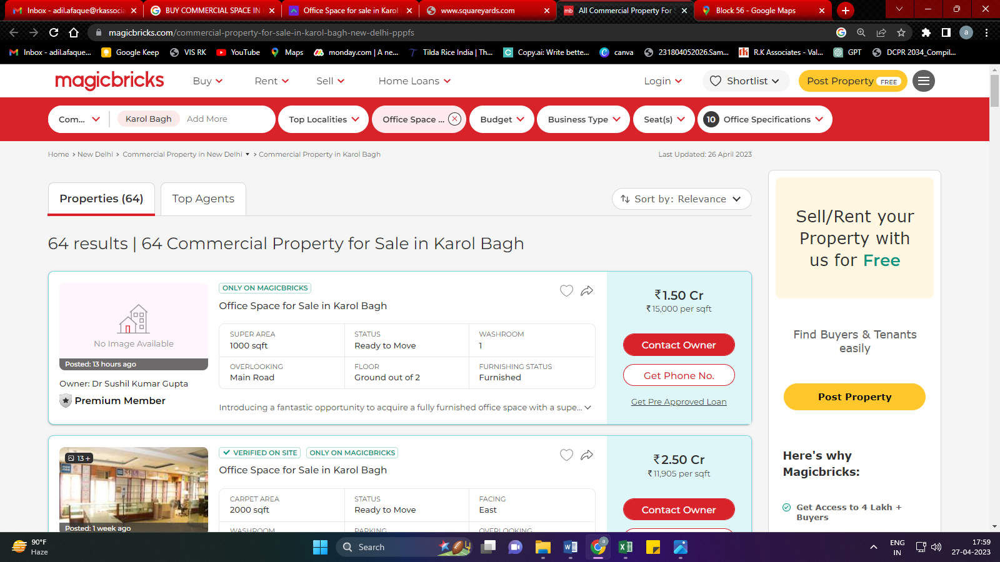 Inbox - adil.afaque@rkassocia
BUY COMMERCIAL SPACE IN
Office Space for sale in Karol
www.squareyards.com
mb All Commercial Property For
Block 56 - Google Maps
magicbricks.com/commercial-property-for-sale-in-karol-bagh-new-delhi-pppfs
a
Inbox - adil.afaque...
Google Keep
VIS RK
YouTube
Maps
monday.com | A ne...
Tilda Rice India | Th...
Copy.ai: Write bette...
canva
231804052026.Sam...
R.K Associates - Val...
GPT
DCPR 2034_Compil...
magicbricks
Buy
Rent
Sell
Home Loans
Login
Shortlist
Post Property FREE
Com...
Karol Bagh
Add More
Top Localities
Office Space ...
Budget
Business Type
Seat(s)
10 Office Specifications
Home > New Delhi > Commercial Property in New Delhi > Commercial Property in Karol Bagh
Last Updated: 26 April 2023
Properties (64)
Top Agents
Sort by: Relevance
64 results | 64 Commercial Property for Sale in Karol Bagh
No Image Available
Posted: 13 hours ago
Owner: Dr Sushil Kumar Gupta
Premium Member
ONLY ON MAGICBRICKS
Office Space for Sale in Karol Bagh
SUPER AREA
1000 sqft
STATUS
Ready to Move
WASHROOM
1
OVERLOOKING
Main Road
FLOOR
Ground out of 2
FURNISHING STATUS
Furnished
Introducing a fantastic opportunity to acquire a fully furnished office space with a supe...
₹1.50 Cr
₹15,000 per sqft
Contact Owner
Get Phone No.
Get Pre Approved Loan
13 +
Posted: 1 week ago
VERIFIED ON SITE
ONLY ON MAGICBRICKS
Office Space for Sale in Karol Bagh
CARPET AREA
2000 sqft
STATUS
Ready to Move
FACING
East
WASHROOM
PARKING
OVERLOOKING
₹2.50 Cr
₹11,905 per sqft
Contact Owner
Sell/Rent your
Property with
us for Free
Find Buyers & Tenants
easily
Post Property
Here's why
Magicbricks:
Get Access to 4 Lakh +
Buyers
90°F
Haze
Search
ENG
IN
17:59
27-04-2023